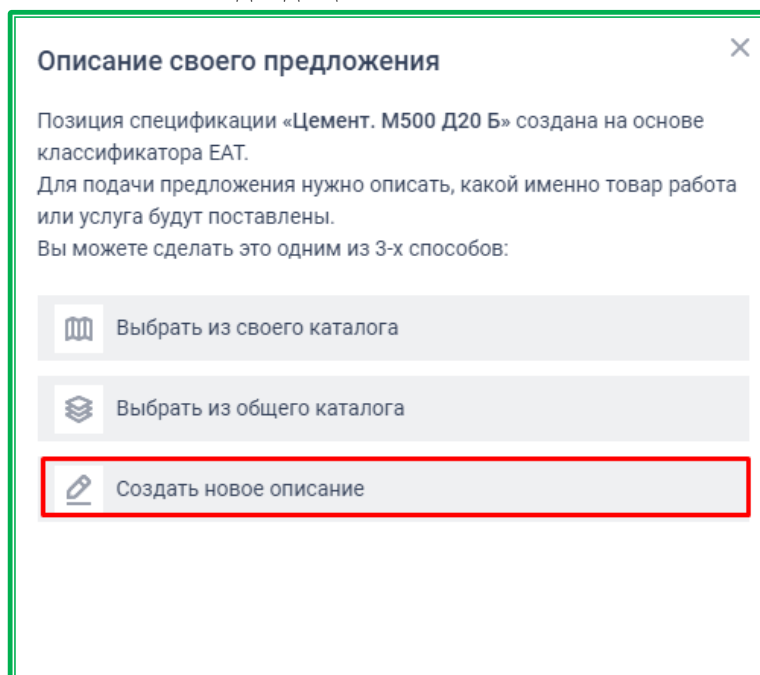 Описание своего предложения
Позиция спецификации «Цемент. М500 Д20 Б» создана на основе
классификатора ЕАТ.
Для подачи предложения нужно описать, какой именно товар работа
или услуга будут поставлены.
Вы можете сделать это одним из 3-х способов:
Выбрать из своего каталога
Выбрать из общего каталога
Создать новое описание